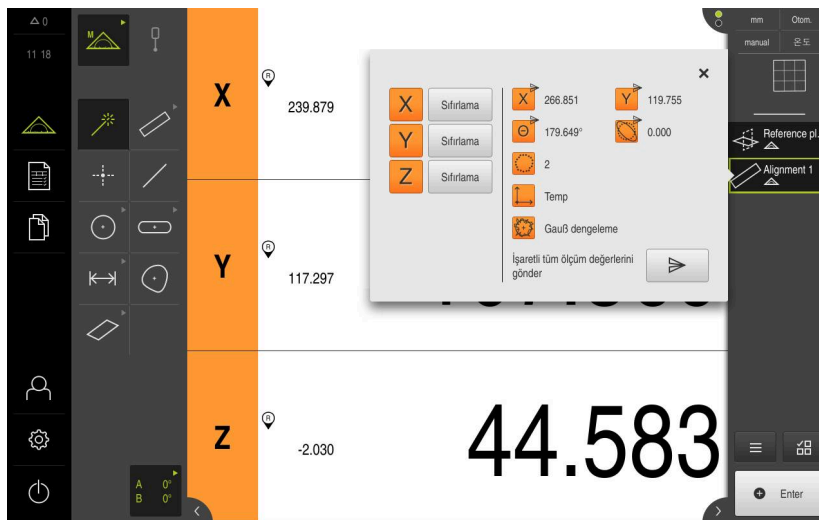 0
11 18
M
A 0°
B 0°
X
R
239.879
Y
R
117.297
Z
R
-2.030
44.583
X Sıfırlama
Y Sıfırlama
Z Sıfırlama
X 266.851 Y 119.755
Θ 179.649° 0.000
2
Temp
Gauß dengeleme
İşaretli tüm ölçüm değerlerini
gönder
mm Otom.
manual 온도
Reference pl.
Alignment 1
Enter